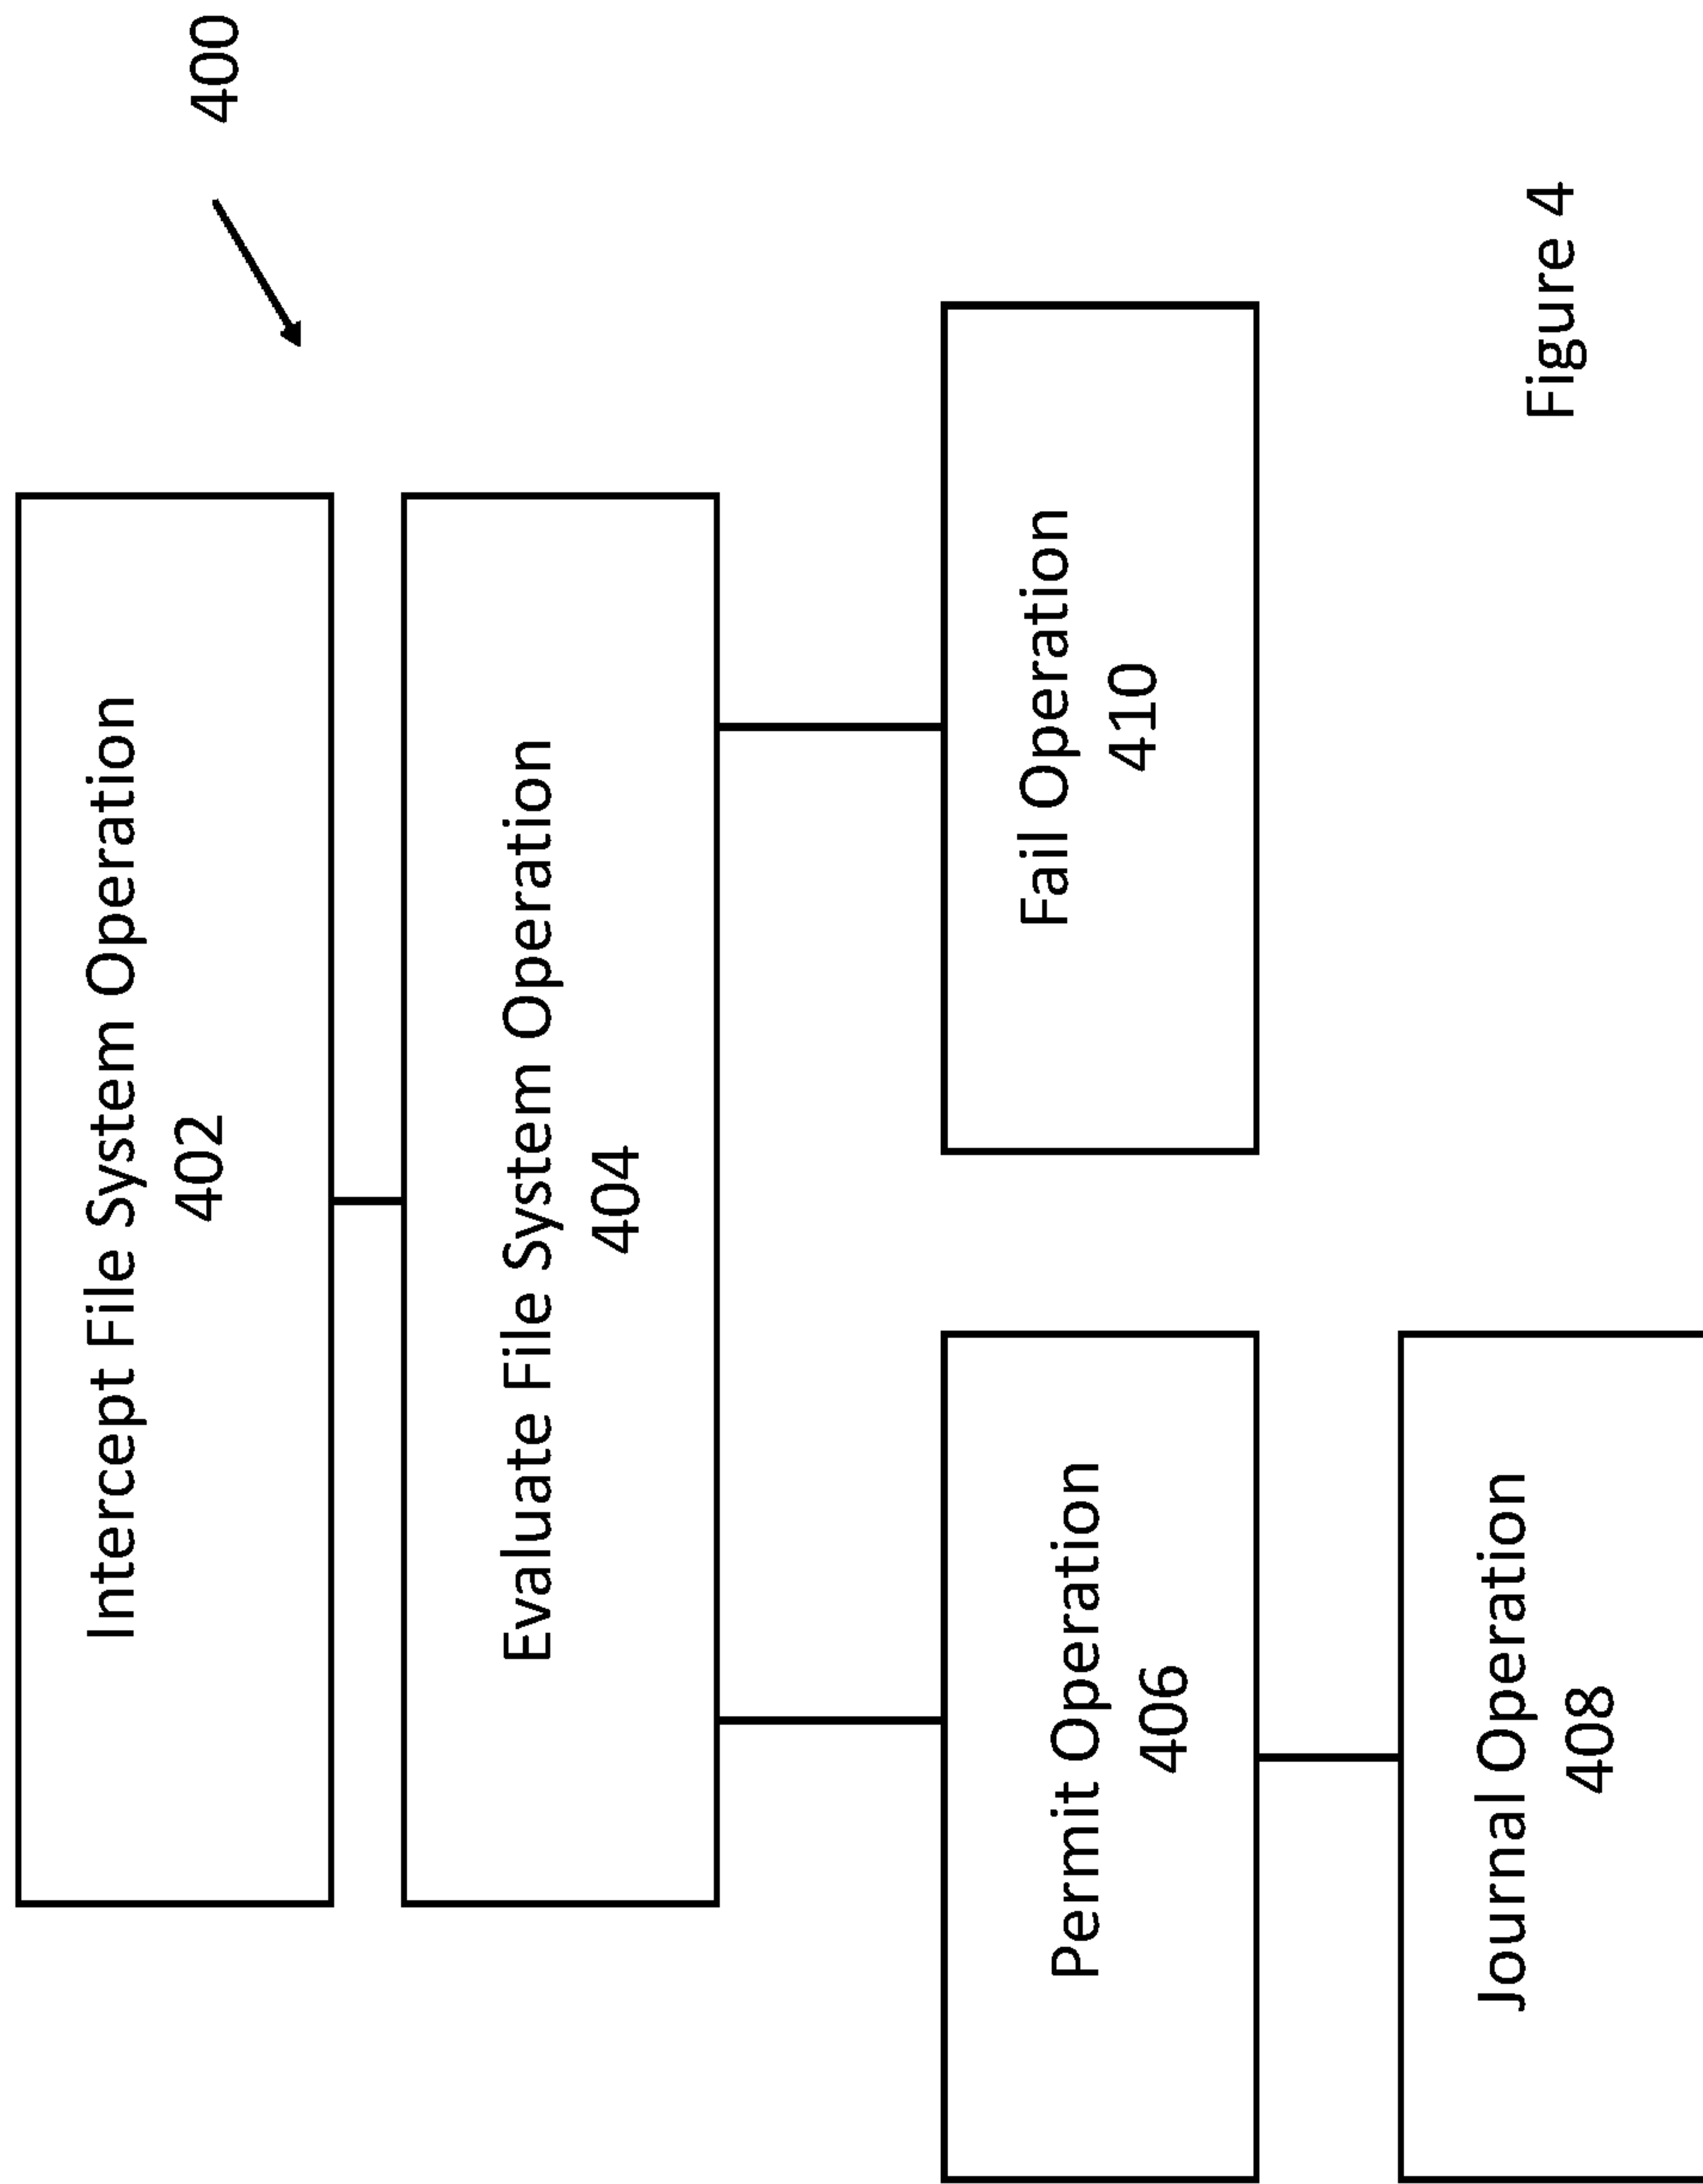 400
Intercept File System Operation
402
Evaluate File System Operation
404
Permit Operation
406
Fail Operation
410
Journal Operation
408
Figure 4